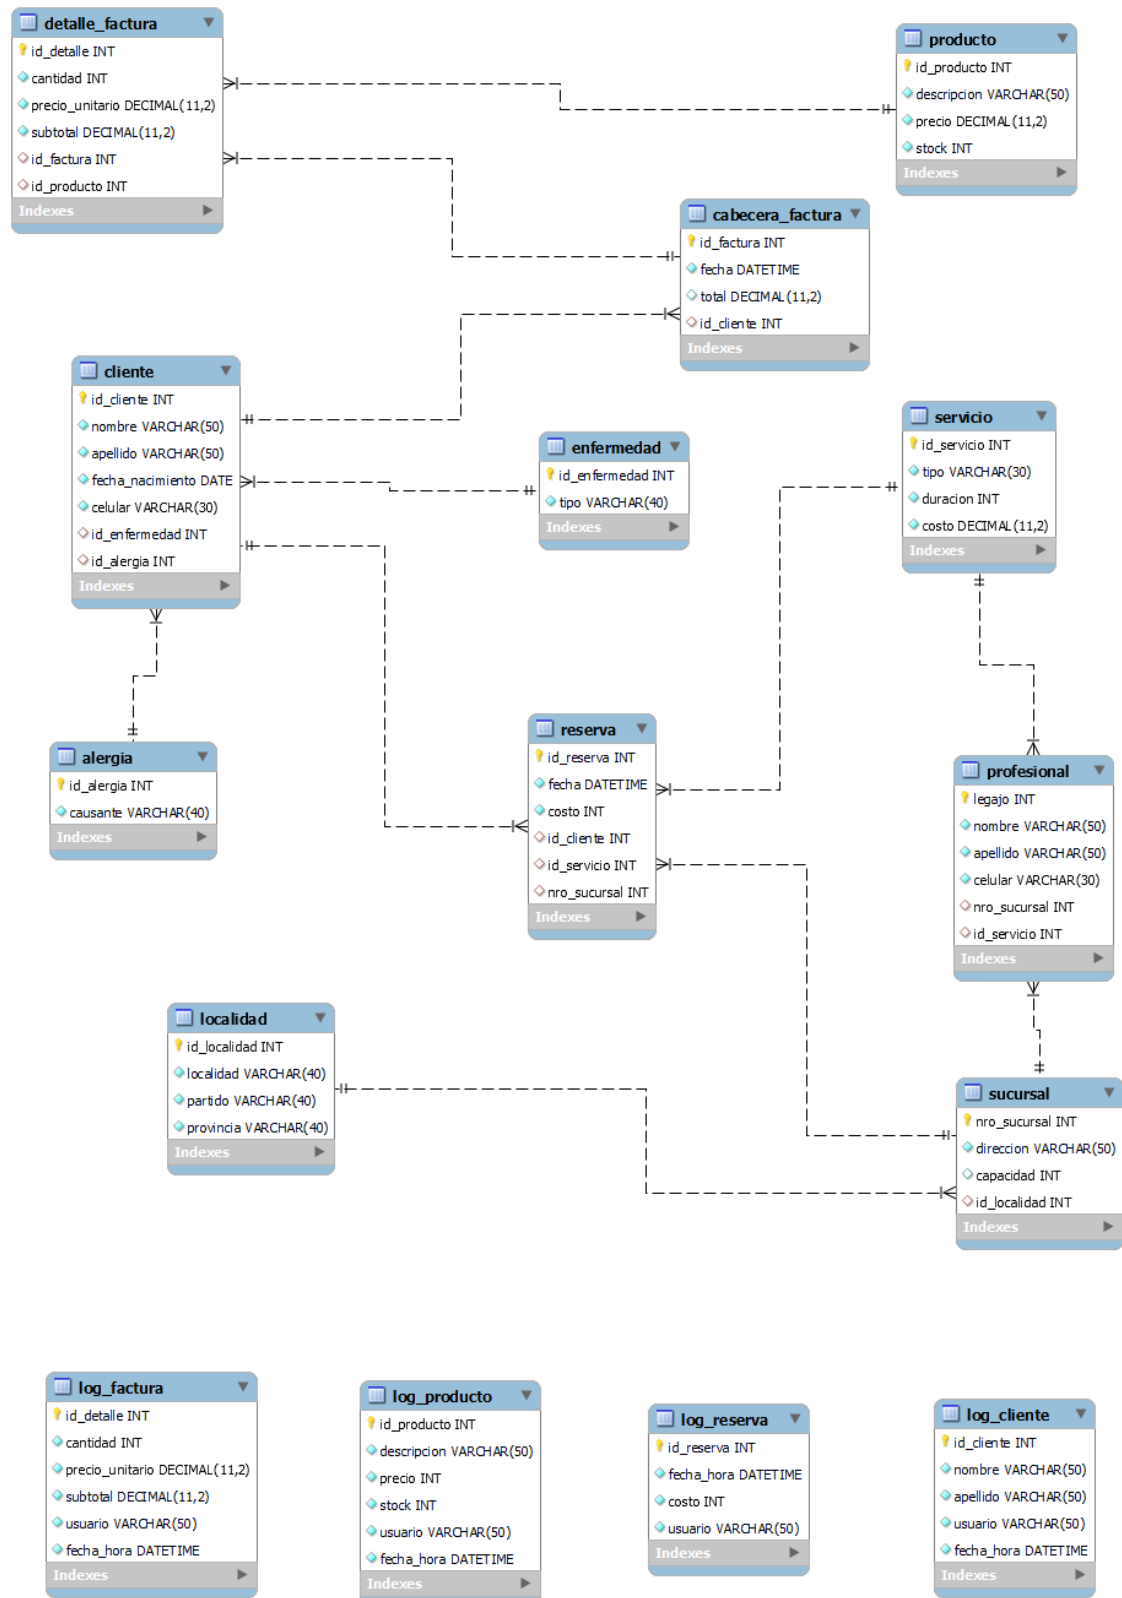 detalle_factura
id_detalle INT
cantidad INT
precio_unitario DECIMAL(11,2)
subtotal DECIMAL(11,2)
id_factura INT
id_producto INT
Indexes
producto
id_producto INT
descripcion VARCHAR(50)
precio DECIMAL(11,2)
stock INT
Indexes
cabecera_factura
id_factura INT
fecha DATETIME
total DECIMAL(11,2)
id_cliente INT
Indexes
cliente
id_cliente INT
nombre VARCHAR(50)
apellido VARCHAR(50)
fecha_nacimiento DATE
celular VARCHAR(30)
id_enfermedad INT
id_alergia INT
Indexes
enfermedad
id_enfermedad INT
tipo VARCHAR(40)
Indexes
servicio
id_servicio INT
tipo VARCHAR(30)
duracion INT
costo DECIMAL(11,2)
Indexes
alergia
id_alergia INT
causante VARCHAR(40)
Indexes
reserva
id_reserva INT
fecha DATETIME
costo INT
id_cliente INT
id_servicio INT
nro_sucursal INT
Indexes
profesional
legajo INT
nombre VARCHAR(50)
apellido VARCHAR(50)
celular VARCHAR(30)
nro_sucursal INT
id_servicio INT
Indexes
localidad
id_localidad INT
localidad VARCHAR(40)
partido VARCHAR(40)
provincia VARCHAR(40)
Indexes
sucursal
nro_sucursal INT
direccion VARCHAR(50)
capacidad INT
id_localidad INT
Indexes
log_factura
id_detalle INT
cantidad INT
precio_unitario DECIMAL(11,2)
subtotal DECIMAL(11,2)
usuario VARCHAR(50)
fecha_hora DATETIME
Indexes
log_producto
id_producto INT
descripcion VARCHAR(50)
precio INT
stock INT
usuario VARCHAR(50)
fecha_hora DATETIME
Indexes
log_reserva
id_reserva INT
fecha_hora DATETIME
costo INT
usuario VARCHAR(50)
Indexes
log_cliente
id_cliente INT
nombre VARCHAR(50)
apellido VARCHAR(50)
usuario VARCHAR(50)
fecha_hora DATETIME
Indexes